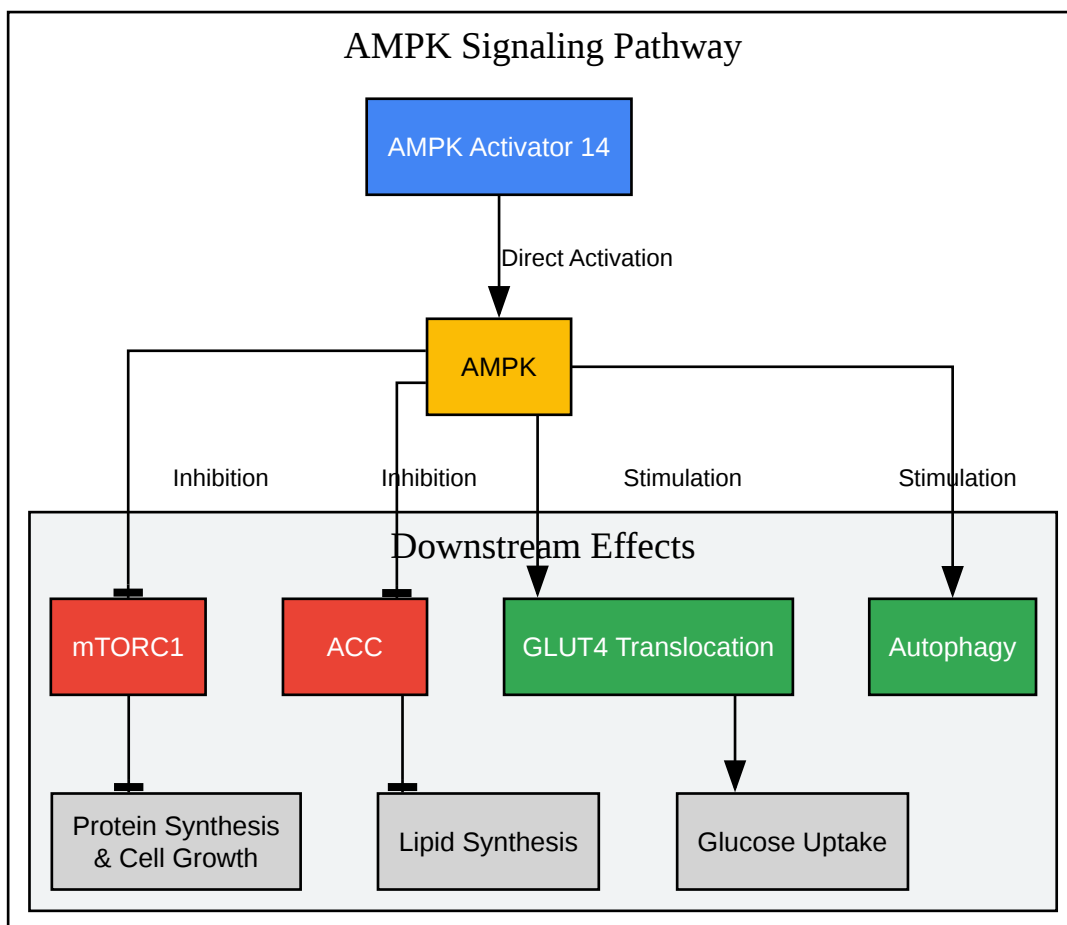 AMPK Signaling Pathway
AMPK Activator 14
Direct Activation
AMPK
Inhibition
Inhibition
Stimulation
Stimulation
Downstream Effects
mTORC1
ACC
GLUT4 Translocation
Autophagy
Protein Synthesis
& Cell Growth
Lipid Synthesis
Glucose Uptake